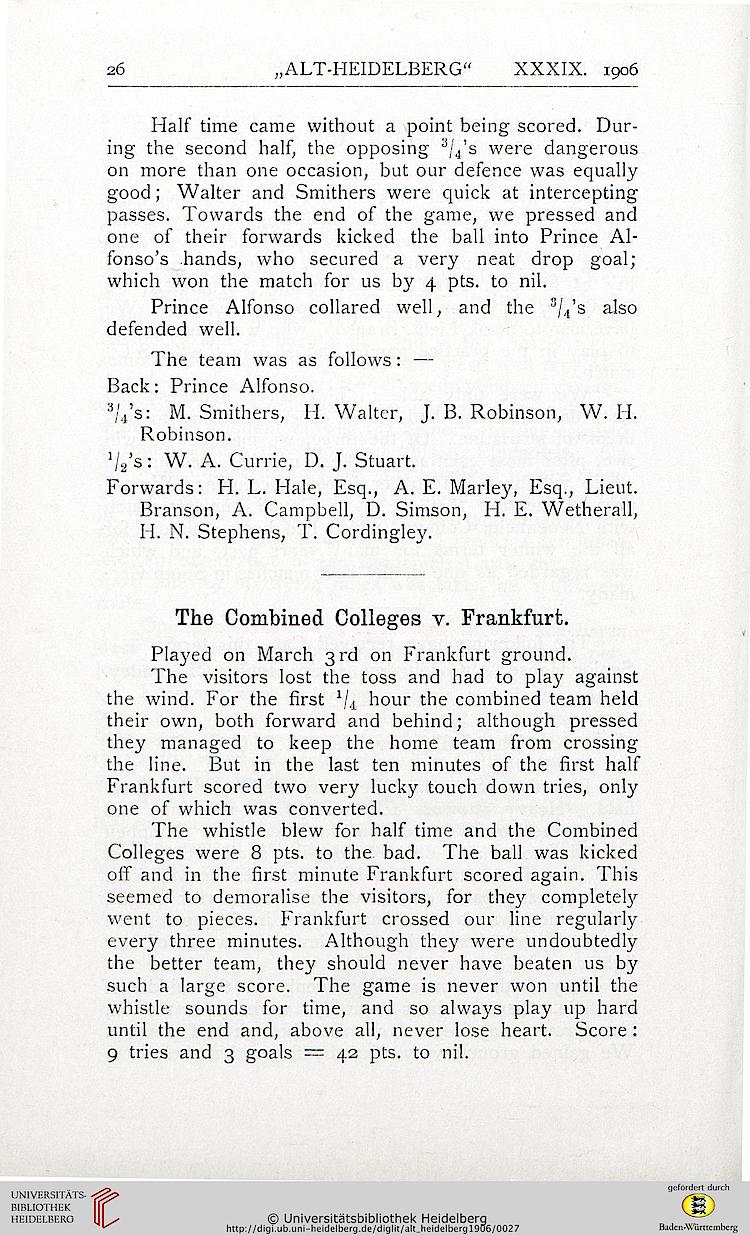 26 „ALT-HEIDELBERG“ XXXIX. 1906
Half time came without a point being scored. Dur-
ing the second half, the opposing ³/₄'s were dangerous
on more than one occasion, but our defence was equally
good; Walter and Smithers were quick at intercepting
passes. Towards the end of the game, we pressed and
one of their forwards kicked the ball into Prince Al-
fonso's hands, who secured a very neat drop goal;
which won the match for us by 4 pts. to nil.
Prince Alfonso collared well, and the ³/₄'s also
defended well.
The team was as follows: —
Back: Prince Alfonso.
³/₄'s: M. Smithers, H. Walter, J. B. Robinson, W. H.
Robinson.
¹/₂'s: W. A. Currie, D. J. Stuart.
Forwards: H. L. Hale, Esq., A. E. Marley, Esq., Lieut.
Branson, A. Campbell, D. Simson, H. E. Wetherall,
H. N. Stephens, T. Cordingley.
The Combined Colleges v. Frankfurt.
Played on March 3rd on Frankfurt ground.
The visitors lost the toss and had to play against
the wind. For the first ¹/₄ hour the combined team held
their own, both forward and behind; although pressed
they managed to keep the home team from crossing
the line. But in the last ten minutes of the first half
Frankfurt scored two very lucky touch down tries, only
one of which was converted.
The whistle blew for half time and the Combined
Colleges were 8 pts. to the bad. The ball was kicked
off and in the first minute Frankfurt scored again. This
seemed to demoralise the visitors, for they completely
went to pieces. Frankfurt crossed our line regularly
every three minutes. Although they were undoubtedly
the better team, they should never have beaten us by
such a large score. The game is never won until the
whistle sounds for time, and so always play up hard
until the end and, above all, never lose heart. Score:
9 tries and 3 goals = 42 pts. to nil.
UNIVERSITÄTS-
BIBLIOTHEK
HEIDELBERG
© Universitätsbibliothek Heidelberg
http://digi.ub.uni-heidelberg.de/diglit/alt_heidelberg1906/0027
gefördert durch
Baden-Württemberg